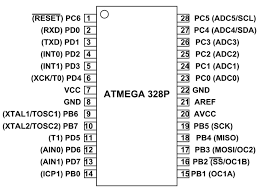 (RESET) PC6 1
(RXD) PD0 2
(TXD) PD1 3
(INT0) PD2 4
(INT1) PD3 5
(XCK/T0) PD4 6
VCC 7
GND 8
(XTAL1/TOSC1) PB6 9
(XTAL2/TOSC2) PB7 10
(T1) PD5 11
(AIN0) PD6 12
(AIN1) PD7 13
(ICP1) PB0 14
ATMEGA 328P
28 PC5 (ADC5/SCL)
27 PC4 (ADC4/SDA)
26 PC3 (ADC3)
25 PC2 (ADC2)
24 PC1 (ADC1)
23 PC0 (ADC0)
22 GND
21 AREF
20 AVCC
19 PB5 (SCK)
18 PB4 (MISO)
17 PB3 (MOSI/OC2)
16 PB2 (SS/OC1B)
15 PB1 (OC1A)